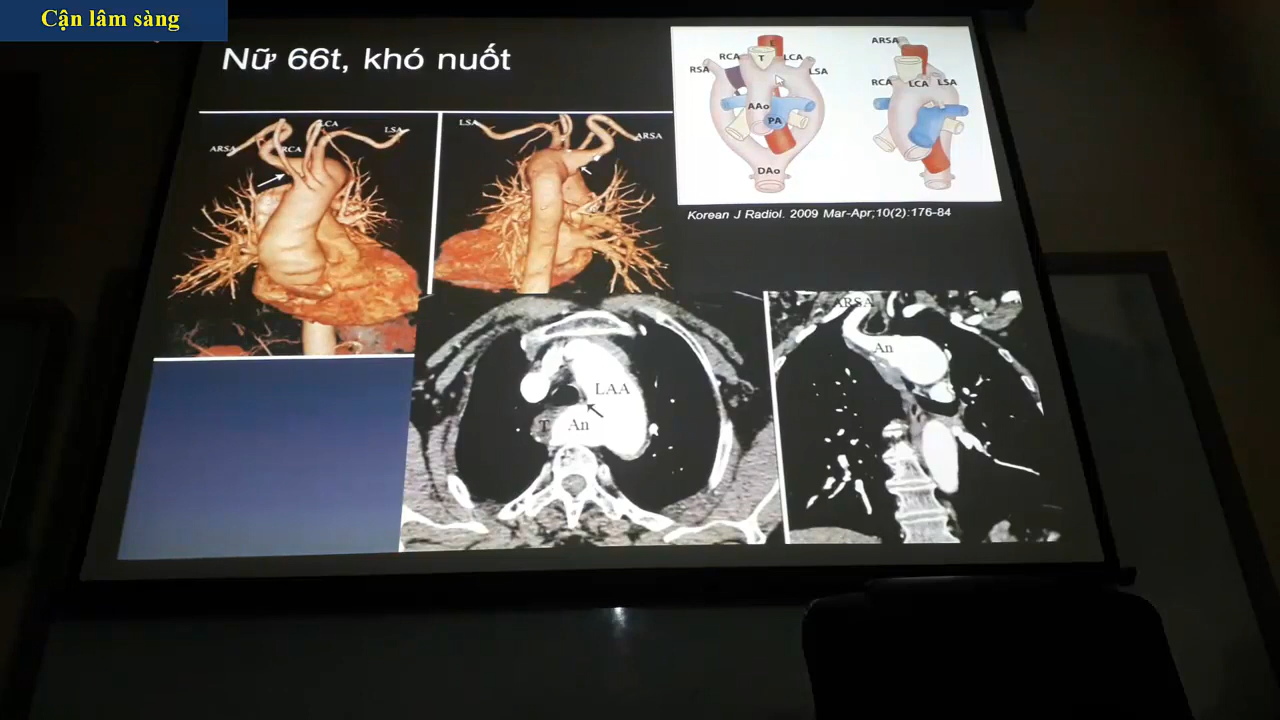 Cận lâm sàng
Nữ 66t, khó nuốt
E
RCA
T
LCA
RSA
LSA
AAo
PA
DAo
ARSA
RCA
LCA
LSA
Korean J Radiol. 2009 Mar-Apr;10(2):176-84
LCA
LSA
ARSA
RCA
LSA
ARSA
LAA
T
An
ARSA
An